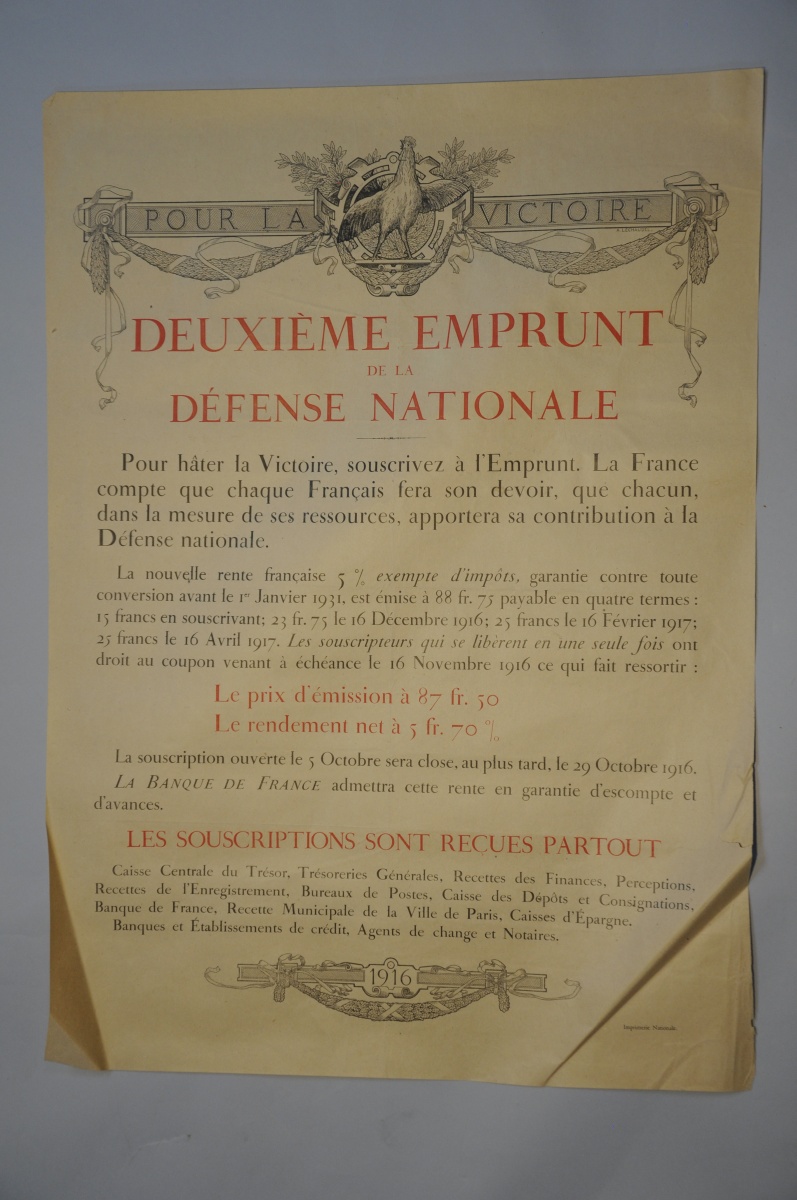 POUR LA VICTOIRE
DEUXIÈME EMPRUNT
DE LA
DÉFENSE NATIONALE
Pour hâter la Victoire, souscrivez à l'Emprunt. La France
compte que chaque Français fera son devoir, que chacun,
dans la mesure de ses ressources, apportera sa contribution à la
Défense nationale.
La nouvelle rente française 5 % exempte d'impôts, garantie contre toute
conversion avant le 1er Janvier 1931, est émise à 88 fr. 75 payable en quatre termes :
15 francs en souscrivant; 23 fr. 75 le 16 Décembre 1916; 25 francs le 16 Février 1917;
25 francs le 16 Avril 1917. Les souscripteurs qui se libèrent en une seule fois ont
droit au coupon venant à échéance le 16 Novembre 1916 ce qui fait ressortir :
Le prix d'émission à 87 fr. 50
Le rendement net à 5 fr. 70 %
La souscription ouverte le 5 Octobre sera close, au plus tard, le 29 Octobre 1916.
LA BANQUE DE FRANCE admettra cette rente en garantie d'escompte et
d'avances.
LES SOUSCRIPTIONS SONT REÇUES PARTOUT
Caisse Centrale du Trésor, Trésoreries Générales, Recettes des Finances, Perceptions,
Recettes de l'Enregistrement, Bureaux de Postes, Caisse des Dépôts et Consignations,
Banque de France, Recette Municipale de la Ville de Paris, Caisses d'Épargne.
Banques et Établissements de crédit, Agents de change et Notaires.
1916
Imprimerie Nationale